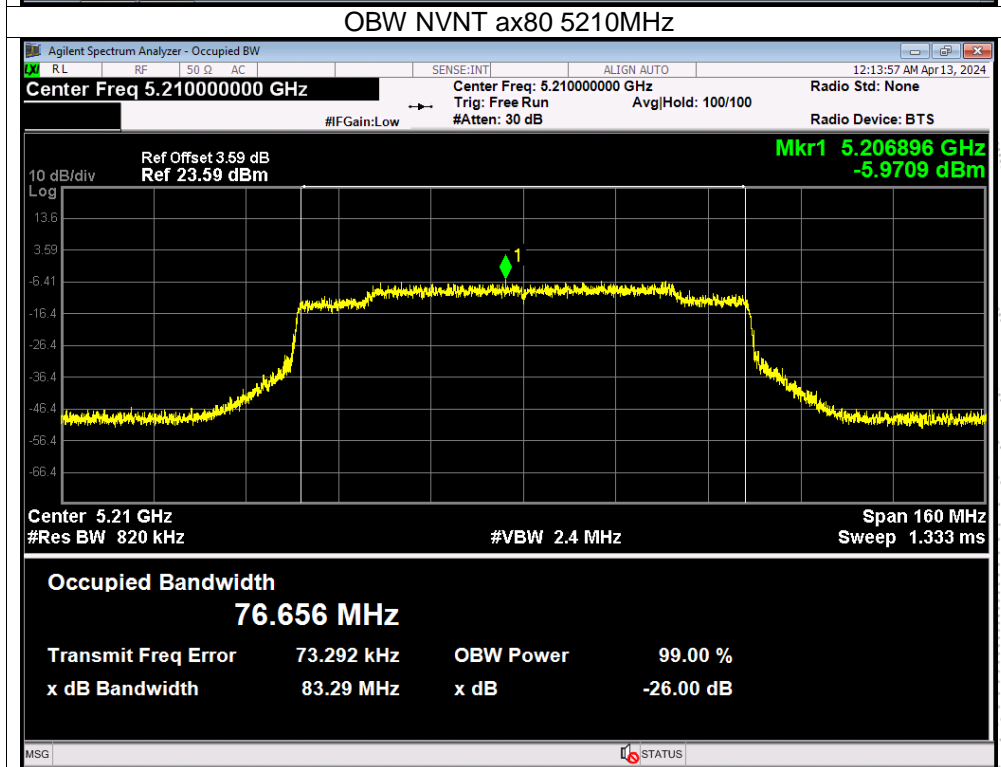 OBW NVNT ax80 5210MHz
Agilent Spectrum Analyzer - Occupied BW
LXI RL RF 50 Ω AC SENSE:INT ALIGN AUTO 12:13:57 AM Apr 13, 2024
Center Freq 5.210000000 GHz Center Freq: 5.210000000 GHz Radio Std: None
Trig: Free Run Avg|Hold: 100/100
#IFGain:Low #Atten: 30 dB Radio Device: BTS
Ref Offset 3.59 dB Mkr1 5.206896 GHz
10 dB/div Ref 23.59 dBm -5.9709 dBm
Log
13.6
3.59
1
-6.41
-16.4
-26.4
-36.4
-46.4
-56.4
-66.4
Center 5.21 GHz Span 160 MHz
#Res BW 820 kHz #VBW 2.4 MHz Sweep 1.333 ms
Occupied Bandwidth
76.656 MHz
Transmit Freq Error 73.292 kHz OBW Power 99.00 %
x dB Bandwidth 83.29 MHz x dB -26.00 dB
MSG STATUS